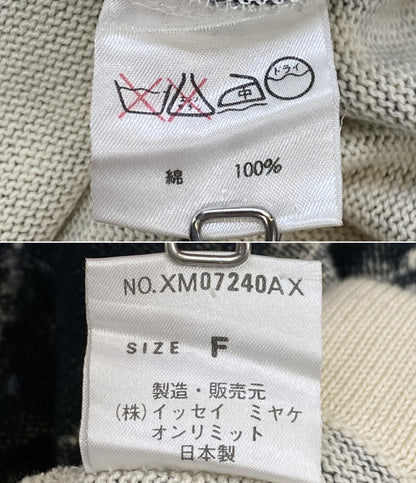 ドライ
中
綿 100%
NO.XM07240AX
SIZE F
製造・販売元
(株)イッセイ ミヤケ
オンリミット
日本製